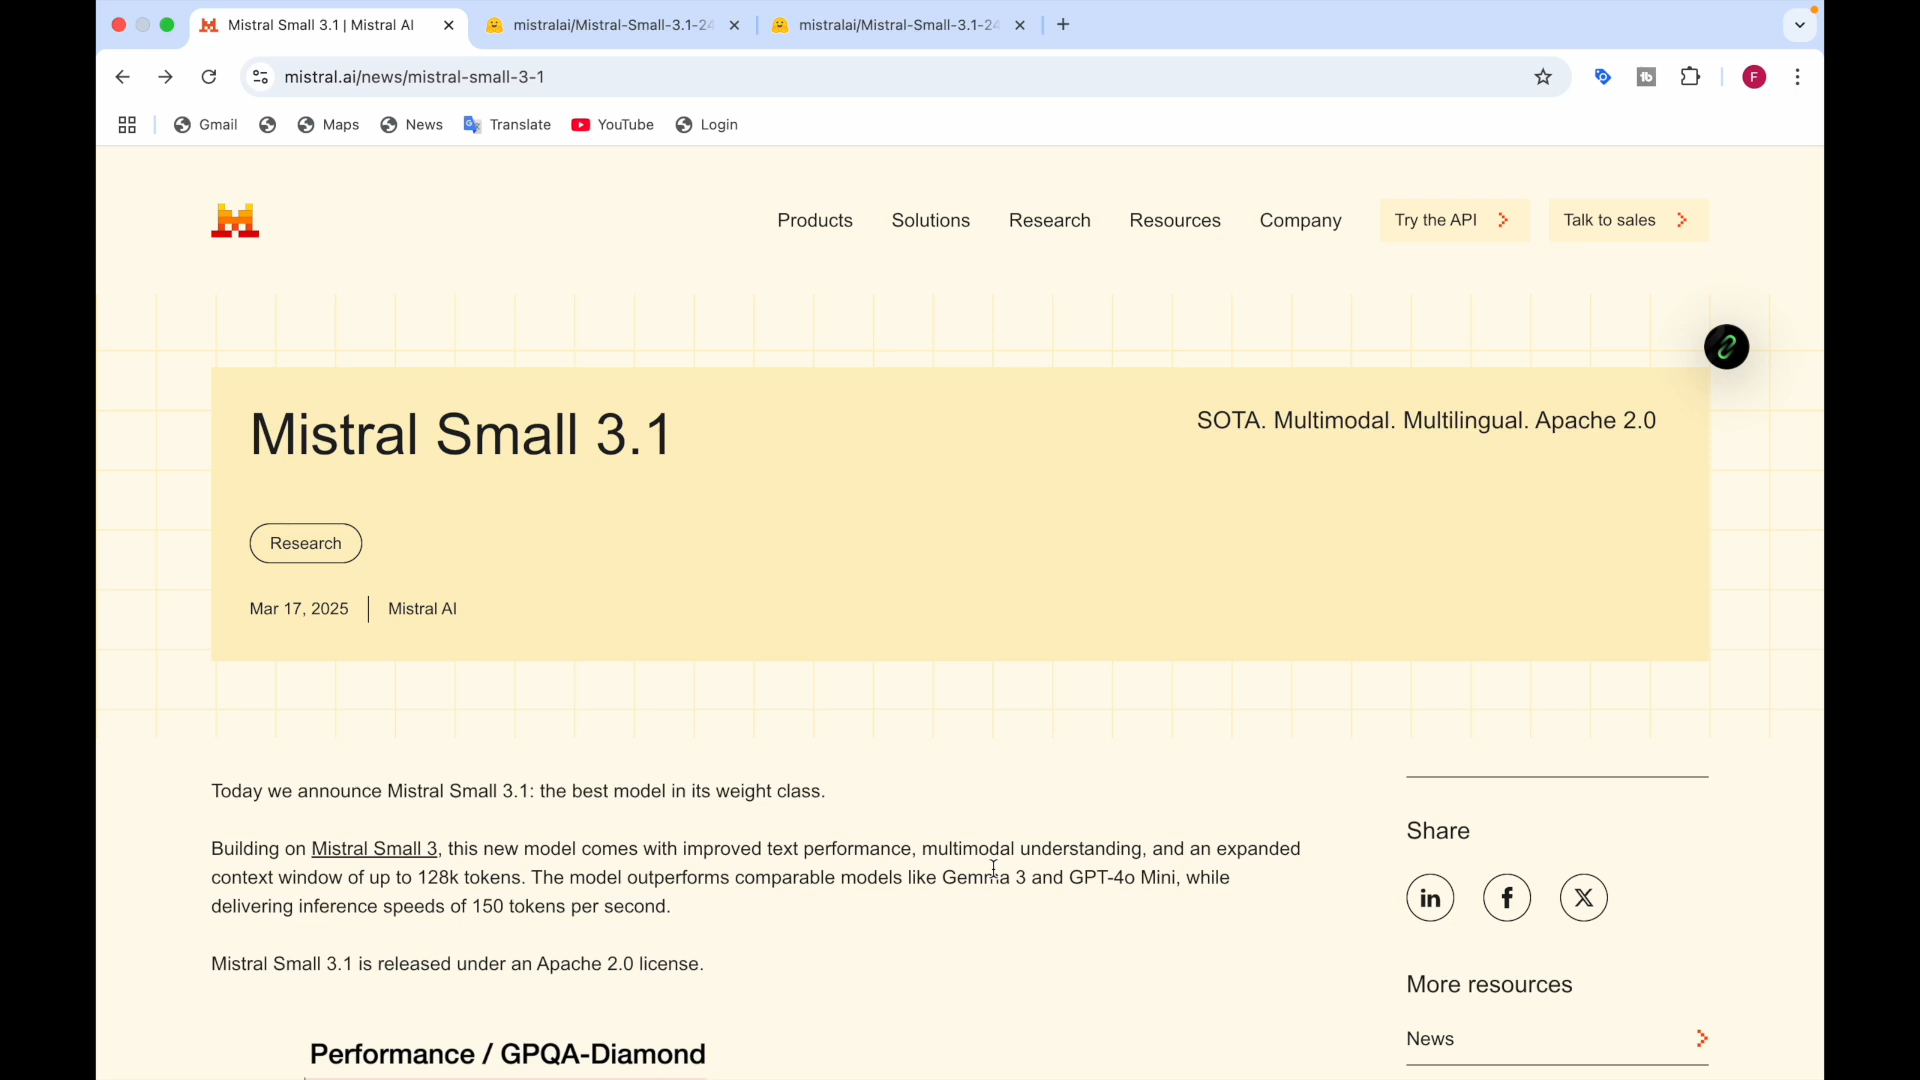 Mistral Small 3.1 | Mistral AI
mistralai/Mistral-Small-3.1-24
mistralai/Mistral-Small-3.1-24
mistral.ai/news/mistral-small-3-1
F
Gmail
Maps
News
Translate
YouTube
Login
Products
Solutions
Research
Resources
Company
Try the API
Talk to sales
Mistral Small 3.1
SOTA. Multimodal. Multilingual. Apache 2.0
Research
Mar 17, 2025
Mistral AI
Today we announce Mistral Small 3.1: the best model in its weight class.
Building on Mistral Small 3, this new model comes with improved text performance, multimodal understanding, and an expanded
context window of up to 128k tokens. The model outperforms comparable models like Gemma 3 and GPT-4o Mini, while
delivering inference speeds of 150 tokens per second.
Mistral Small 3.1 is released under an Apache 2.0 license.
Performance / GPQA-Diamond
Share
in
f
X
More resources
News